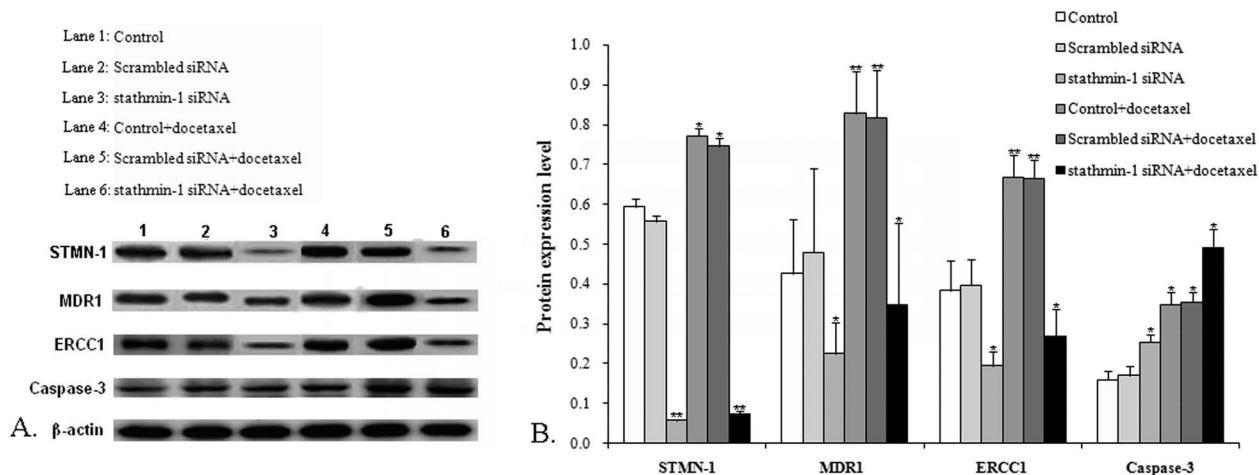 Lane 1: Control
Lane 2: Scrambled siRNA
Lane 3: stathmin-1 siRNA
Lane 4: Control+docetaxel
Lane 5: Scrambled siRNA+docetaxel
Lane 6: stathmin-1 siRNA+docetaxel
1 2 3 4 5 6
STMN-1
MDR1
ERCC1
Caspase-3
β-actin
A.
Control
Scrambled siRNA
stathmin-1 siRNA
Control+docetaxel
Scrambled siRNA+docetaxel
stathmin-1 siRNA+docetaxel
Protein expression level
1.0
0.9
0.8
0.7
0.6
0.5
0.4
0.3
0.2
0.1
0.0
** * * **
* ** ** *
* ** ** *
* * * *
STMN-1 MDR1 ERCC1 Caspase-3
B.